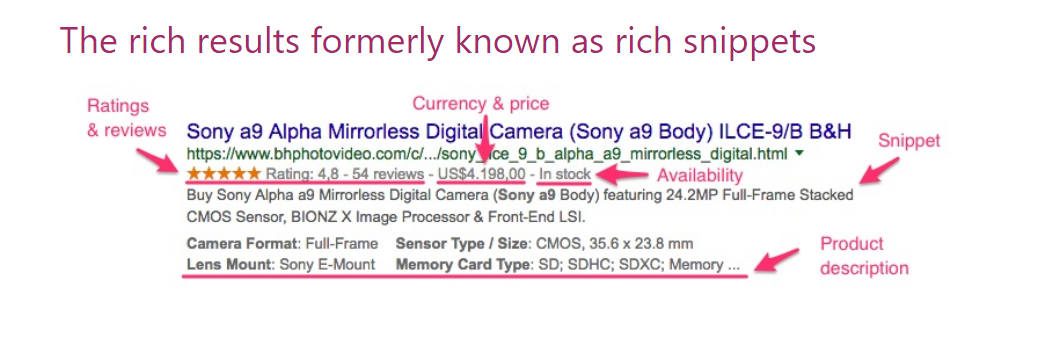 The rich results formerly known as rich snippets
Ratings
& reviews
Currency & price
Sony a9 Alpha Mirrorless Digital Camera (Sony a9 Body) ILCE-9/B B&H
https://www.bhphotovideo.com/c/.../sony_ilce_9_b_alpha_a9_mirrorless_digital.html
Snippet
Rating: 4,8 - 54 reviews - US$4.198,00 - In stock
Availability
Buy Sony Alpha a9 Mirrorless Digital Camera (Sony a9 Body) featuring 24.2MP Full-Frame Stacked
CMOS Sensor, BIONZ X Image Processor & Front-End LSI.
Camera Format: Full-Frame Sensor Type / Size: CMOS, 35.6 x 23.8 mm
Lens Mount: Sony E-Mount Memory Card Type: SD; SDHC; SDXC; Memory ...
Product
description